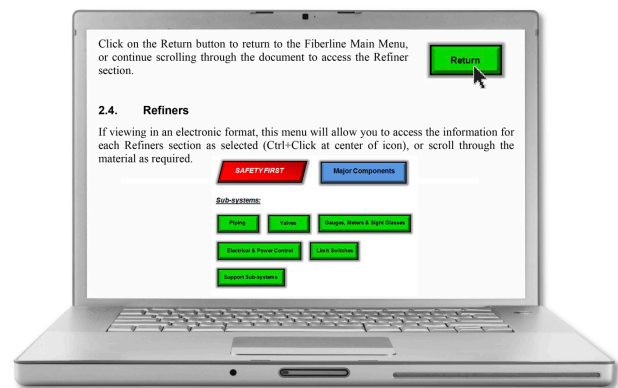 Click on the Return button to return to the Fiberline Main Menu,
or continue scrolling through the document to access the Refiner
section.
Return
2.4. Refiners
If viewing in an electronic format, this menu will allow you to access the information for
each Refiners section as selected (Ctrl+Click at center of icon), or scroll through the
material as required.
SAFETY FIRST
Major Components
Sub-systems:
Piping
Valves
Gauges, Meters & Sight Glasses
Electrical & Power Control
Limit Switches
Support Sub-systems